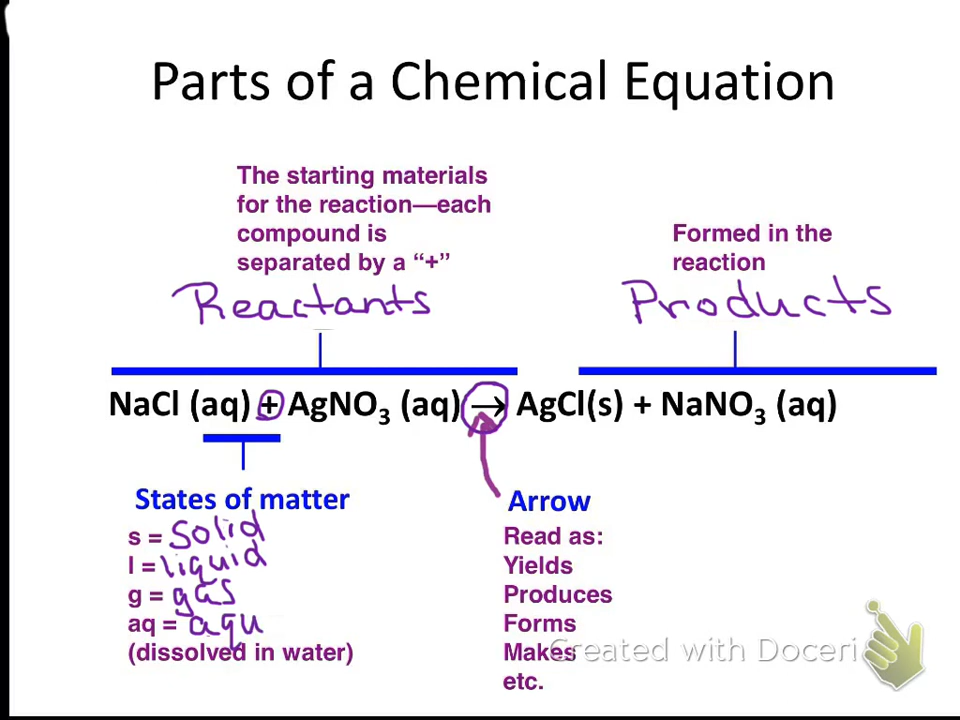 Parts of a Chemical Equation
The starting materials
for the reaction—each
compound is
separated by a “+”
Reactants
Formed in the
reaction
Products
NaCl (aq) + AgNO₃ (aq) → AgCl(s) + NaNO₃ (aq)
States of matter
s = solid
l = liquid
g = gas
aq = aqu
(dissolved in water)
Arrow
Read as:
Yields
Produces
Forms
Makes
etc.
Created with Doceri